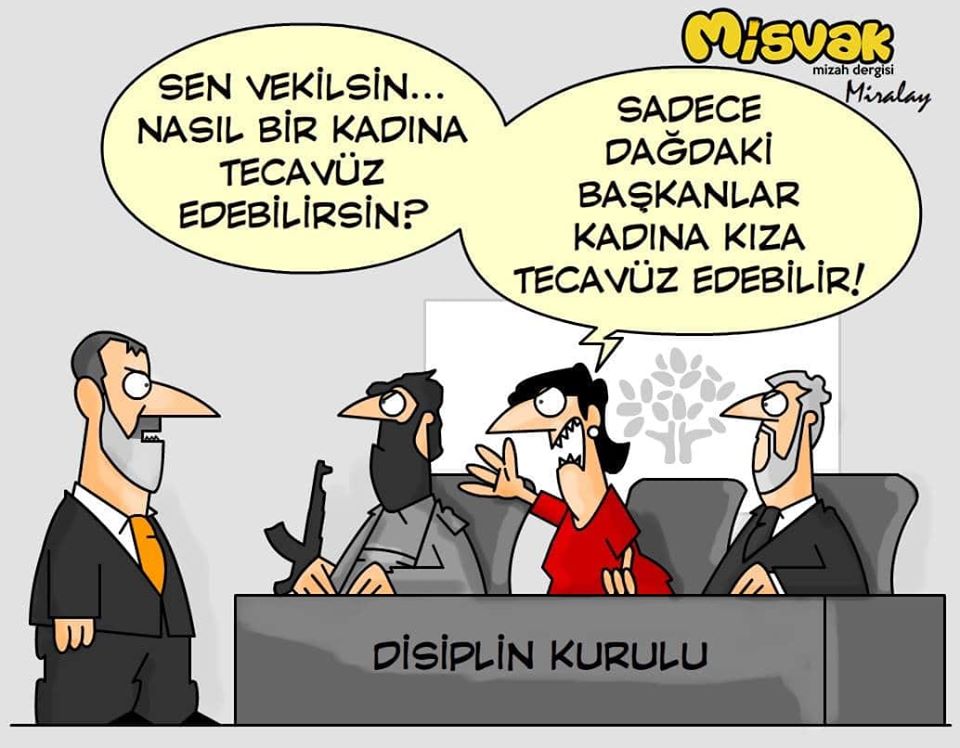 Misvak
mizah dergisi
Miralay
SEN VEKİLSİN...
NASIL BİR KADINA
TECAVÜZ
EDEBİLİRSİN?
SADECE
DAĞDAKİ
BAŞKANLAR
KADINA KIZA
TECAVÜZ EDEBİLİR!
DİSİPLİN KURULU